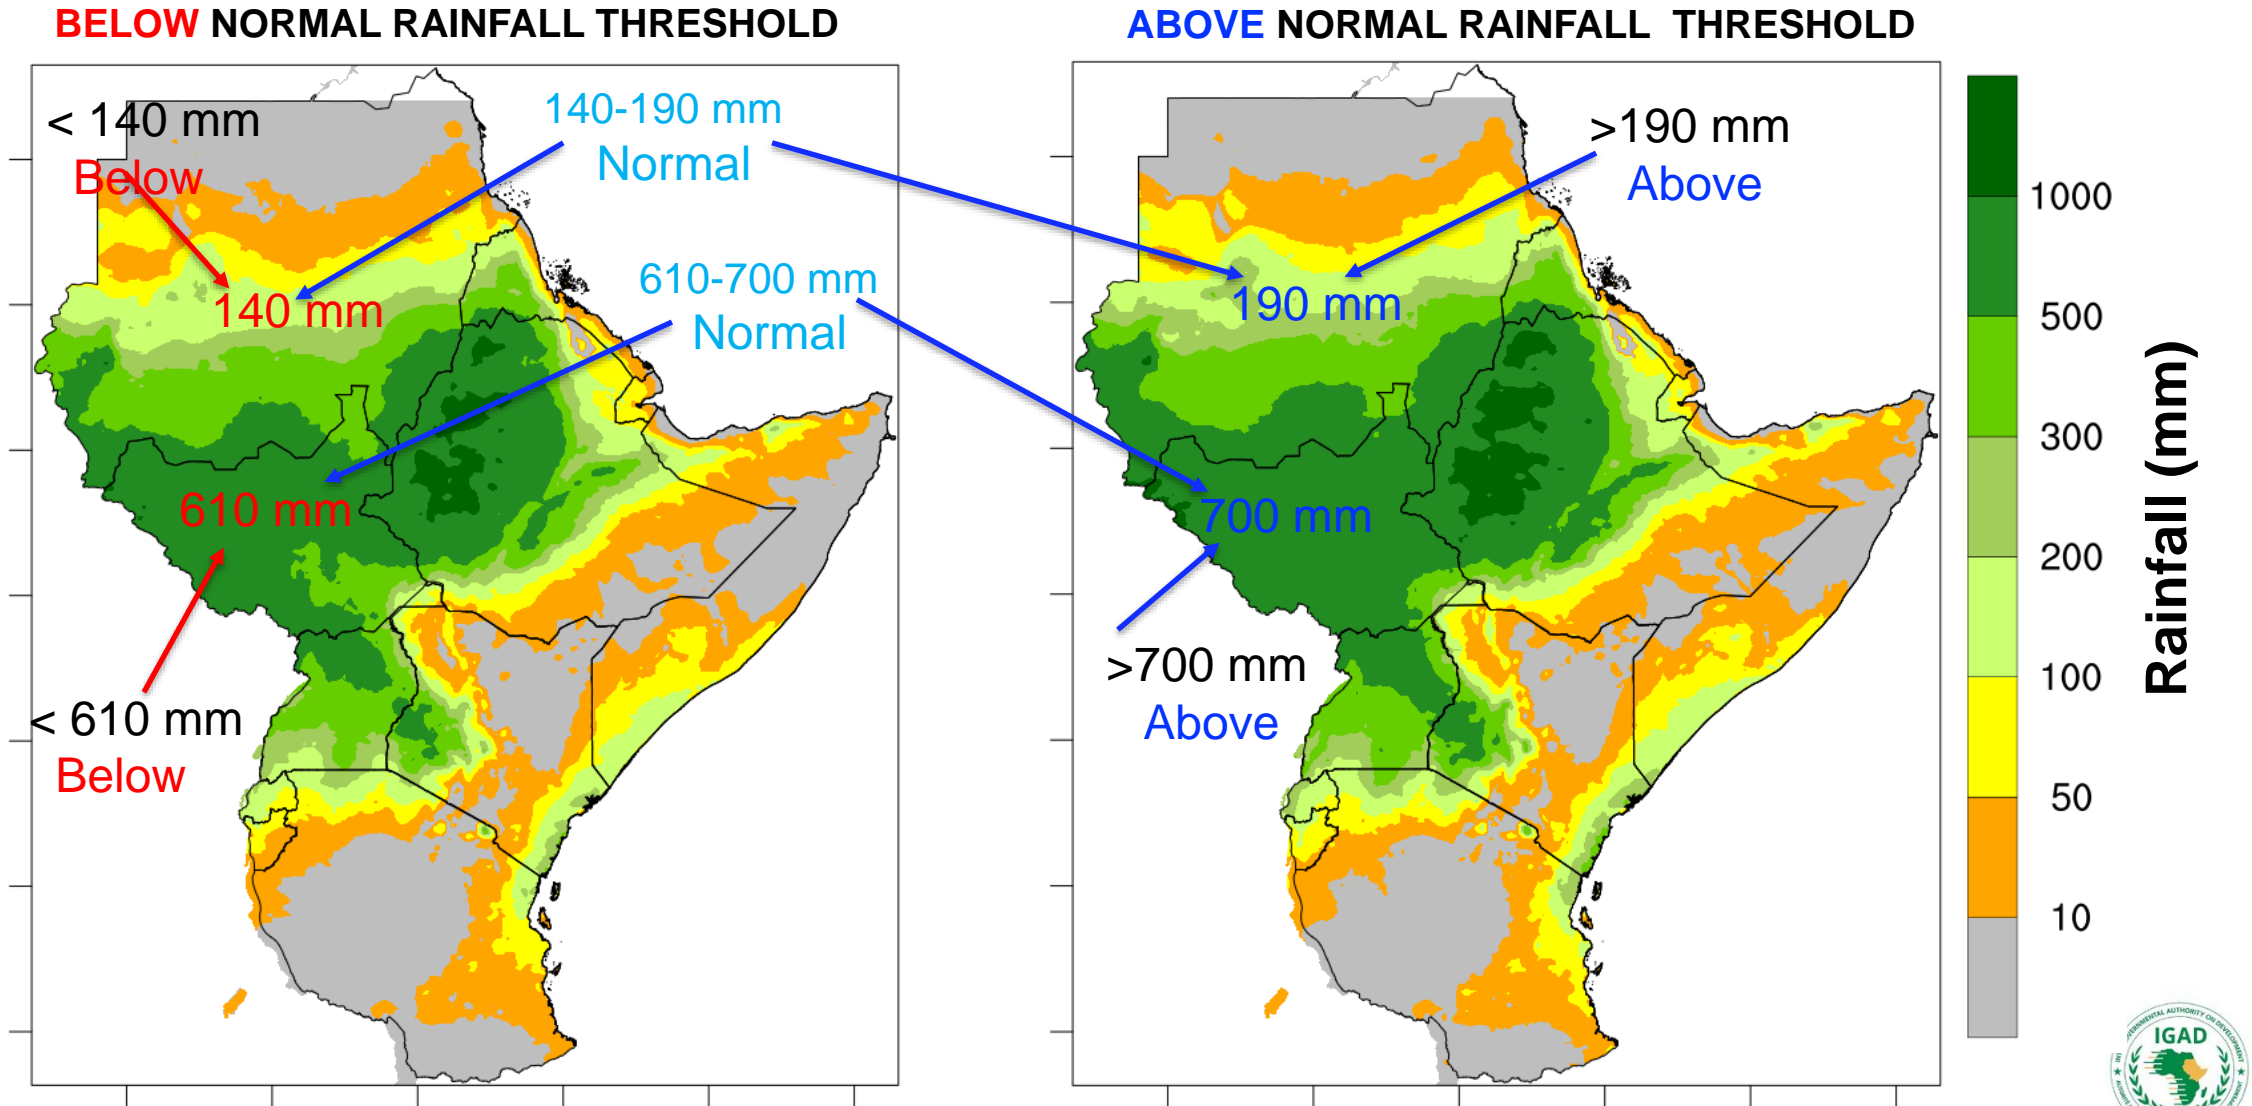 BELOW NORMAL RAINFALL THRESHOLD
ABOVE NORMAL RAINFALL THRESHOLD
< 140 mm
Below
140-190 mm
Normal
>190 mm
Above
140 mm
610-700 mm
Normal
190 mm
610 mm
700 mm
< 610 mm
Below
>700 mm
Above
1000
500
300
200
100
50
10
Rainfall (mm)
IGAD